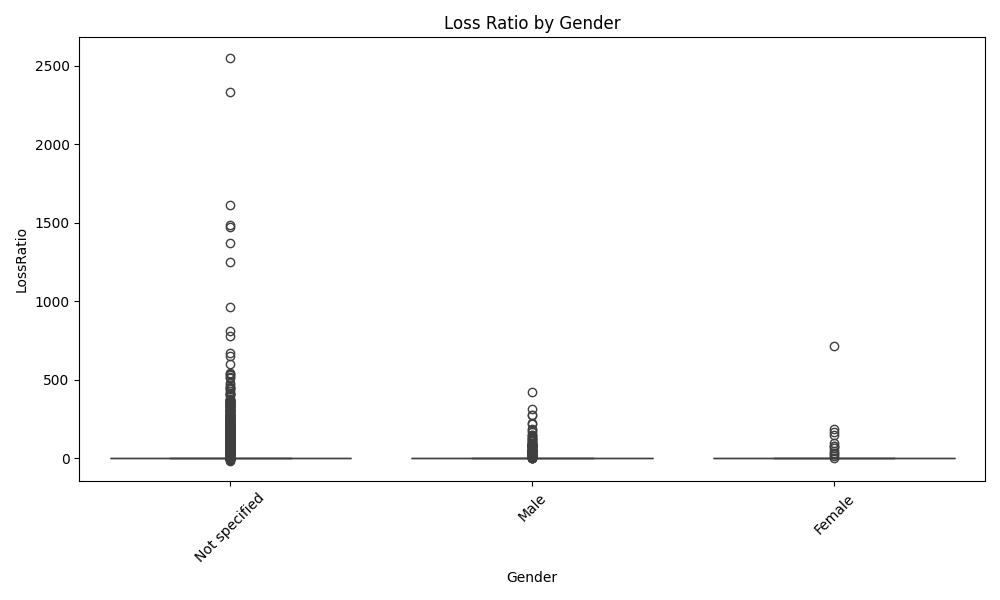 Loss Ratio by Gender
LossRatio
2500
2000
1500
1000
500
0
Not specified
Male
Female
Gender